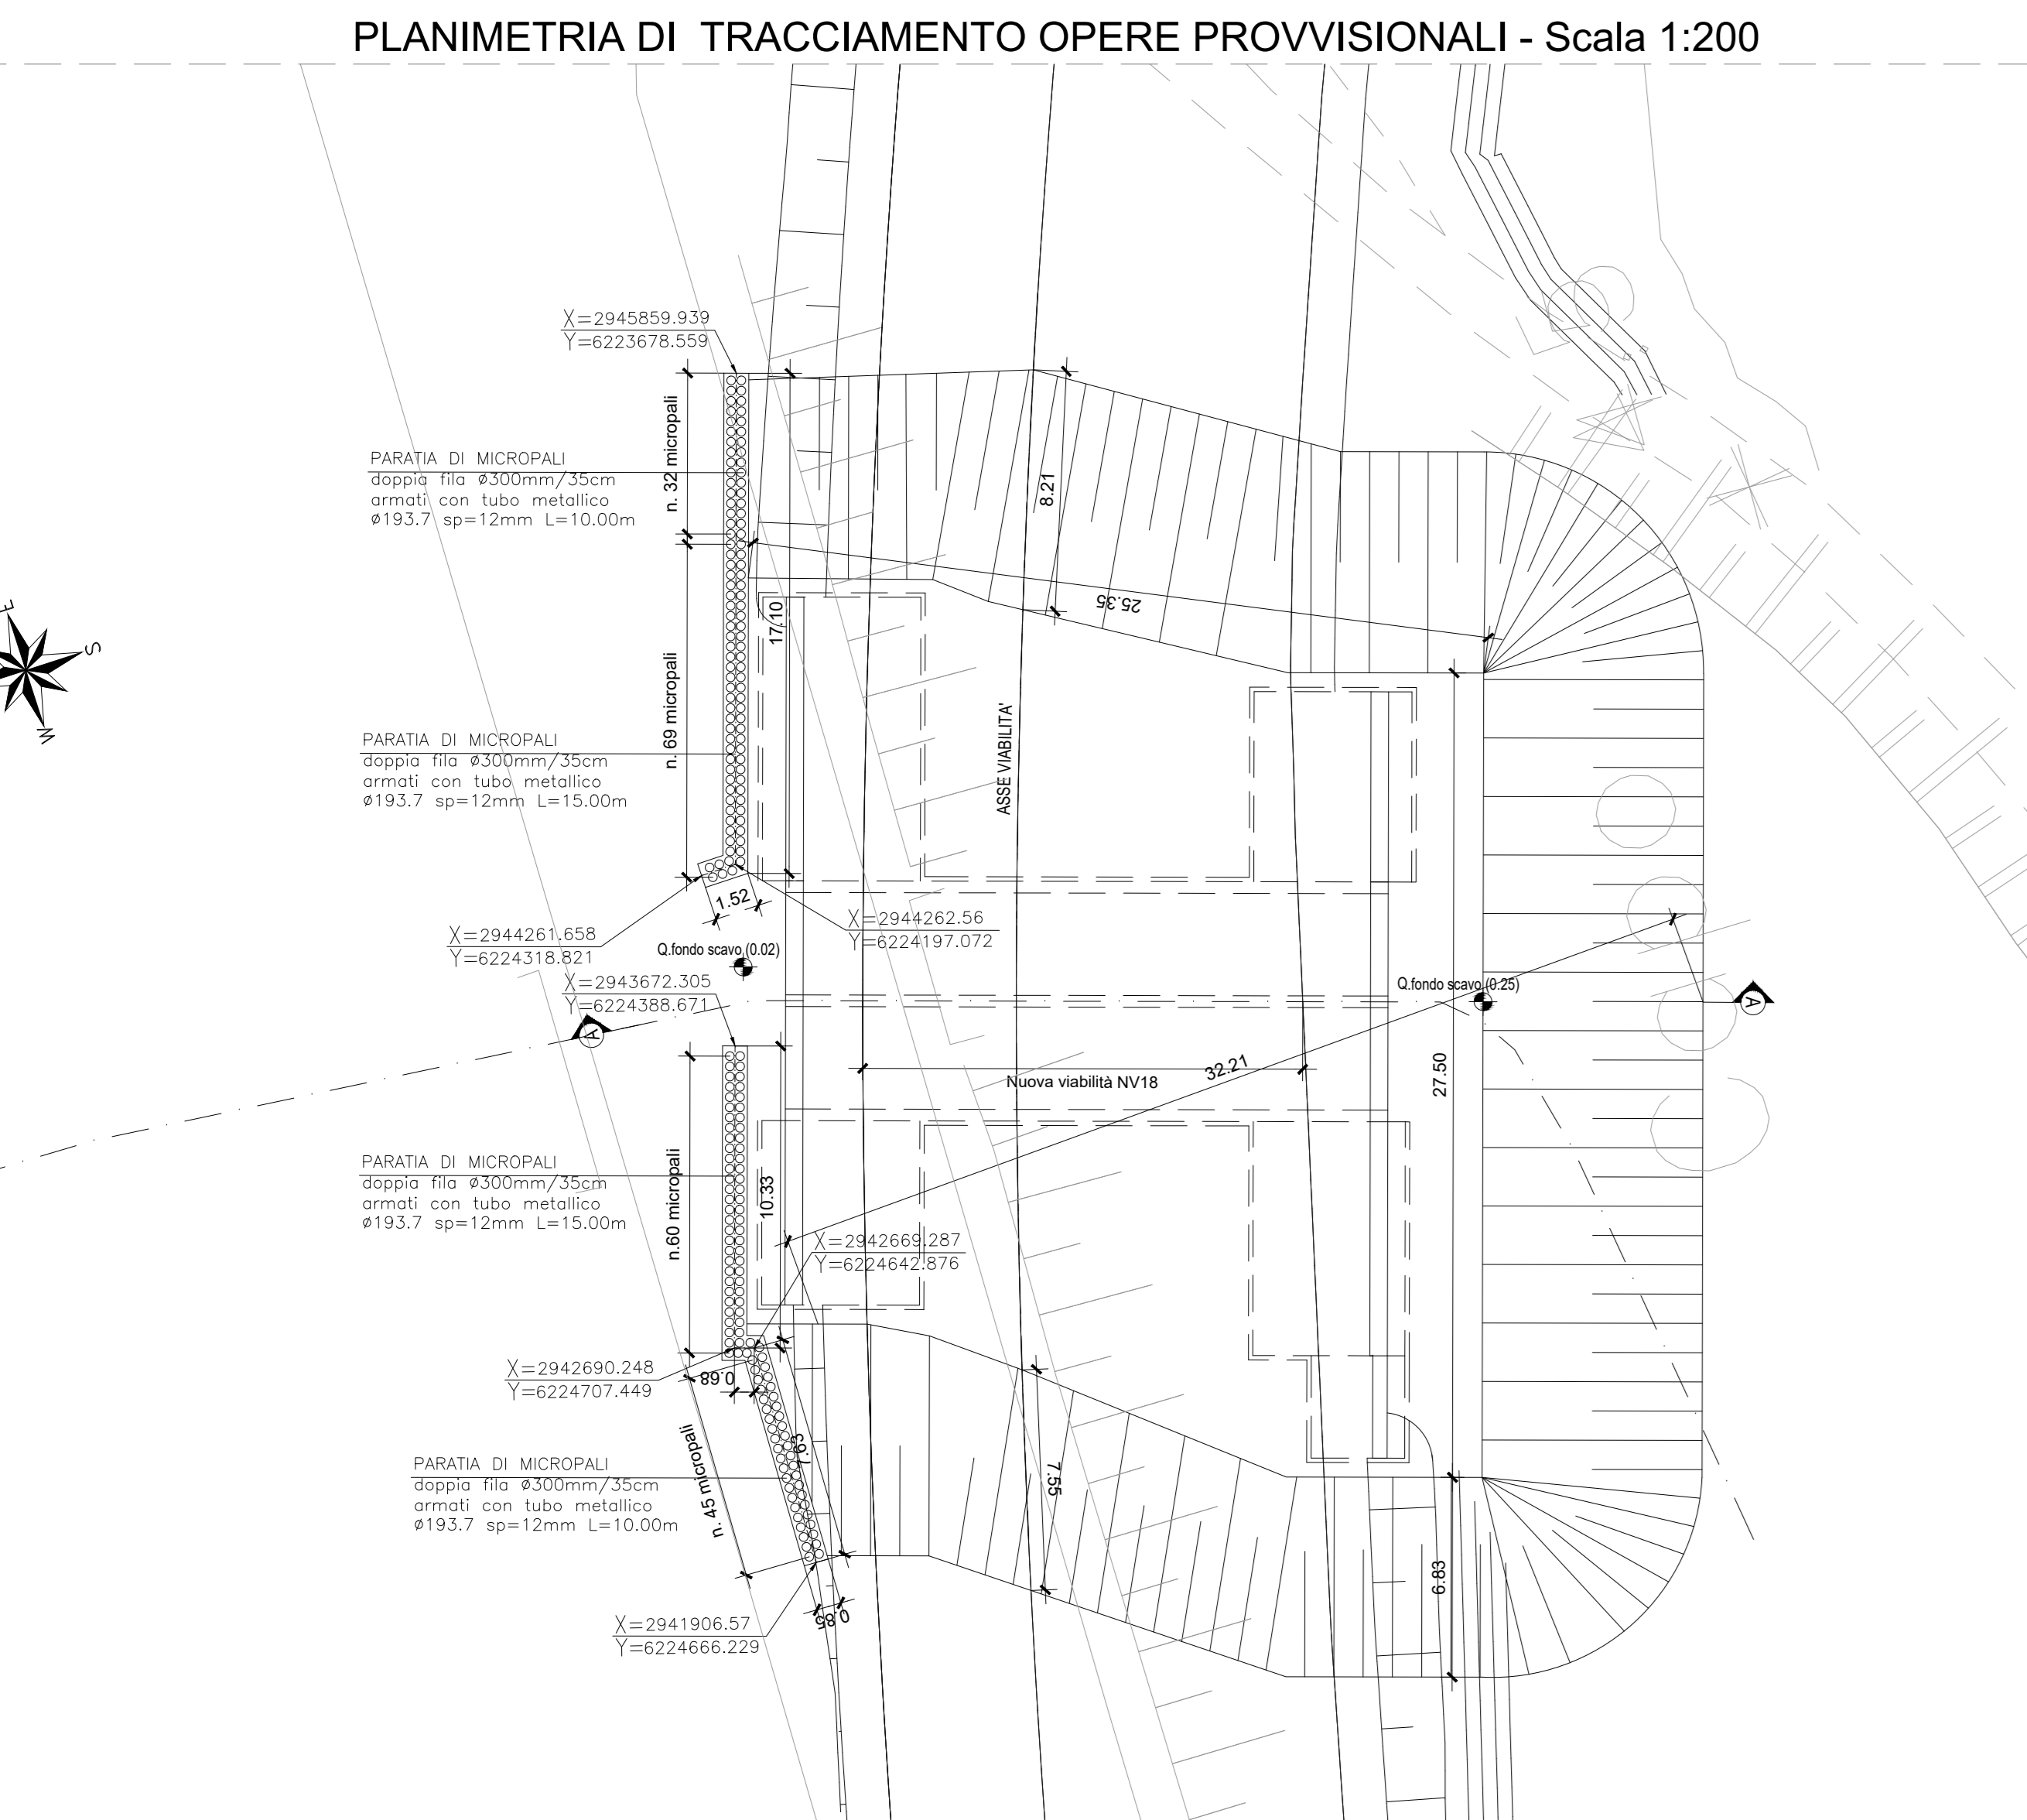 PLANIMETRIA DI TRACCIAMENTO OPERE PROVVISIONALI - Scala 1:200
X=2945859.939
Y=6223678.559
n. 32 micropali
PARATIA DI MICROPALI
doppia fila ø300mm/35cm
armati con tubo metallico
ø193.7 sp=12mm L=10.00m
8.21
25.35
17.10
E
S
W
n. 69 micropali
PARATIA DI MICROPALI
doppia fila ø300mm/35cm
armati con tubo metallico
ø193.7 sp=12mm L=15.00m
ASSE VIABILITA'
1.52
X=2944262.56
Y=6224197.072
X=2944261.658
Y=6224318.821
Q.fondo scavo (0.02)
X=2943672.305
Y=6224388.671
Q.fondo scavo (0.25)
A
A
32.21
Nuova viabilità NV18
27.50
PARATIA DI MICROPALI
doppia fila ø300mm/35cm
armati con tubo metallico
ø193.7 sp=12mm L=15.00m
n.60 micropali
10.33
X=2942669.287
Y=6224642.876
X=2942690.248
Y=6224707.449
0.68
n. 45 micropali
7.93
7.55
PARATIA DI MICROPALI
doppia fila ø300mm/35cm
armati con tubo metallico
ø193.7 sp=12mm L=10.00m
6.83
0.85
X=2941906.57
Y=6224666.229